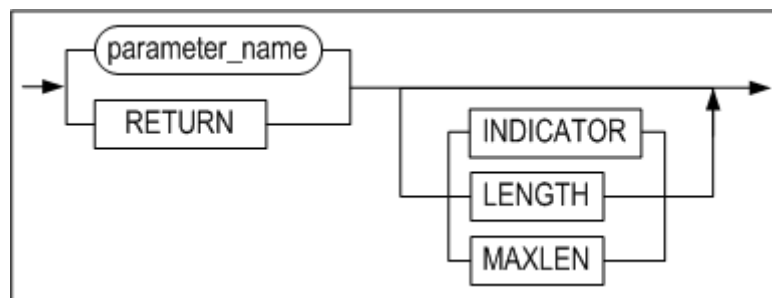 parameter_name
RETURN
INDICATOR
LENGTH
MAXLEN